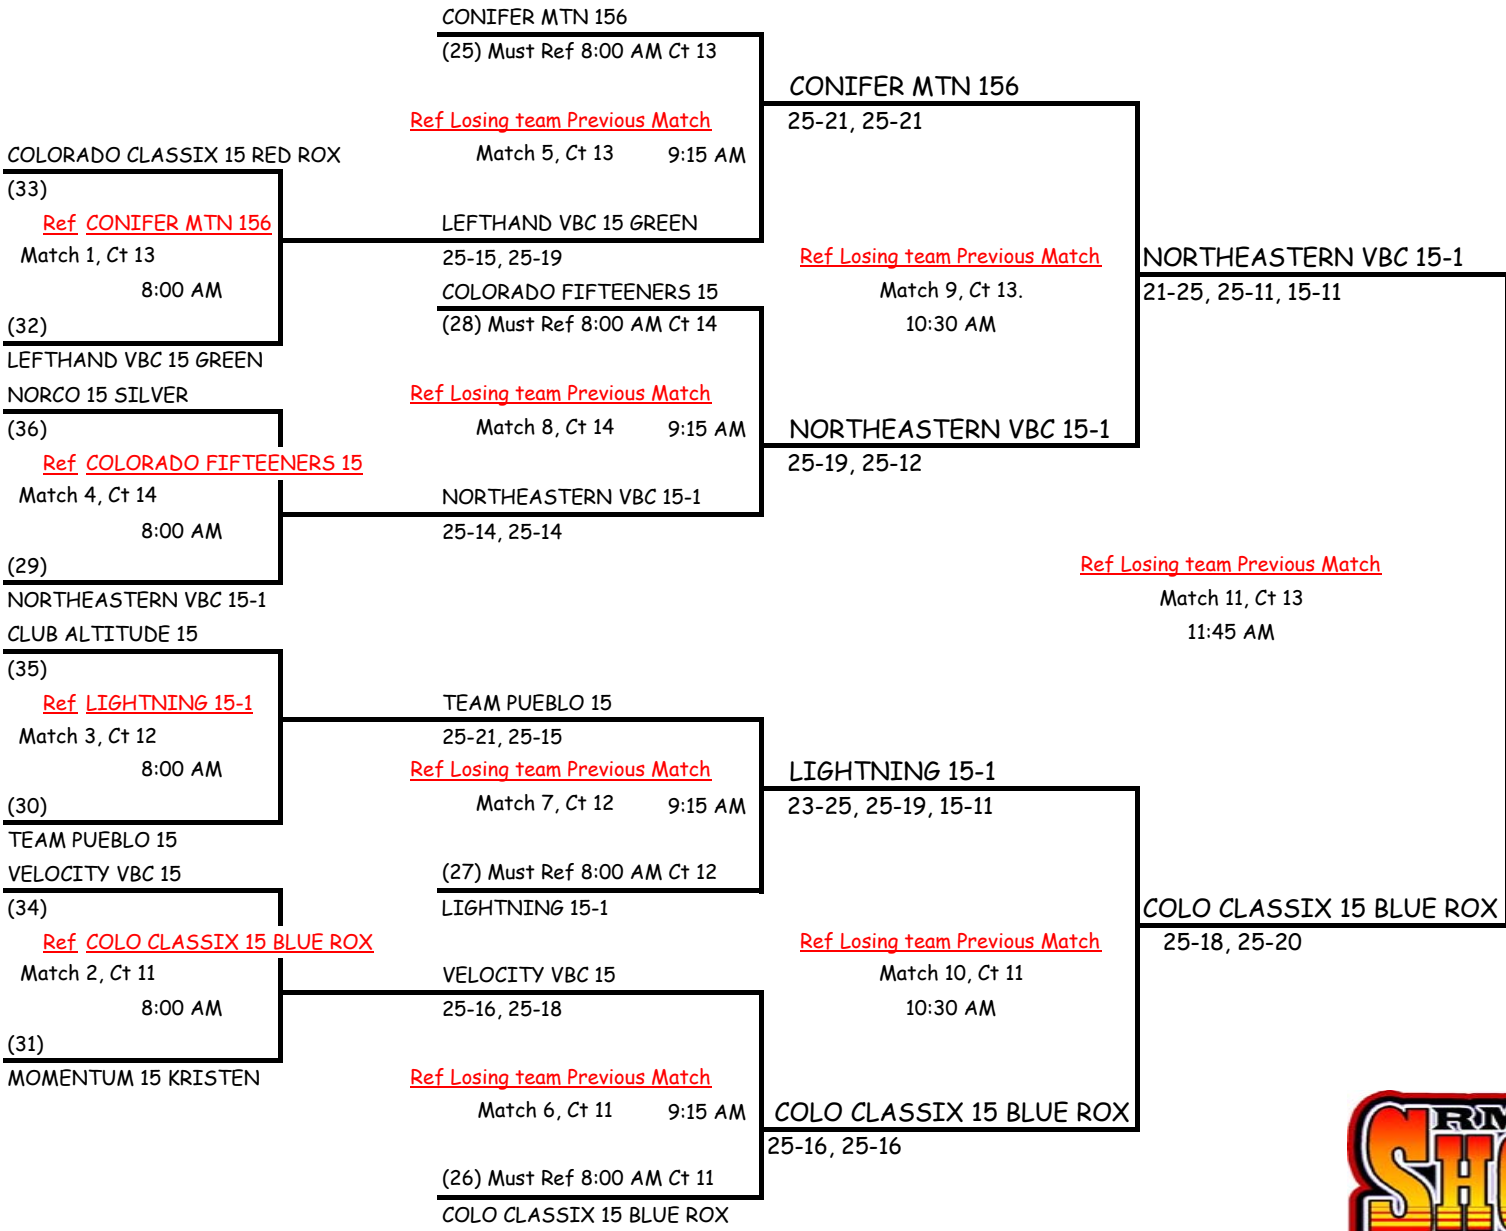 CONIFER MTN 156
(25) Must Ref 8:00 AM Ct 13
CONIFER MTN 156
25-21, 25-21
Ref Losing team Previous Match
Match 5, Ct 13 9:15 AM
COLORADO CLASSIX 15 RED ROX
(33)
Ref CONIFER MTN 156
Match 1, Ct 13
8:00 AM
(32)
LEFTHAND VBC 15 GREEN
LEFTHAND VBC 15 GREEN
25-15, 25-19
COLORADO FIFTEENERS 15
(28) Must Ref 8:00 AM Ct 14
Ref Losing team Previous Match
Match 9, Ct 13.
10:30 AM
NORTHEASTERN VBC 15-1
21-25, 25-11, 15-11
NORCO 15 SILVER
(36)
Ref COLORADO FIFTEENERS 15
Match 4, Ct 14
8:00 AM
(29)
NORTHEASTERN VBC 15-1
Ref Losing team Previous Match
Match 8, Ct 14 9:15 AM
NORTHEASTERN VBC 15-1
25-19, 25-12
NORTHEASTERN VBC 15-1
25-14, 25-14
Ref Losing team Previous Match
Match 11, Ct 13
11:45 AM
CLUB ALTITUDE 15
(35)
Ref LIGHTNING 15-1
Match 3, Ct 12
8:00 AM
(30)
TEAM PUEBLO 15
TEAM PUEBLO 15
25-21, 25-15
Ref Losing team Previous Match
Match 7, Ct 12 9:15 AM
LIGHTNING 15-1
23-25, 25-19, 15-11
(27) Must Ref 8:00 AM Ct 12
LIGHTNING 15-1
VELOCITY VBC 15
(34)
Ref COLO CLASSIX 15 BLUE ROX
Match 2, Ct 11
8:00 AM
(31)
MOMENTUM 15 KRISTEN
VELOCITY VBC 15
25-16, 25-18
Ref Losing team Previous Match
Match 10, Ct 11
10:30 AM
COLO CLASSIX 15 BLUE ROX
25-18, 25-20
Ref Losing team Previous Match
Match 6, Ct 11 9:15 AM
COLO CLASSIX 15 BLUE ROX
25-16, 25-16
(26) Must Ref 8:00 AM Ct 11
COLO CLASSIX 15 BLUE ROX